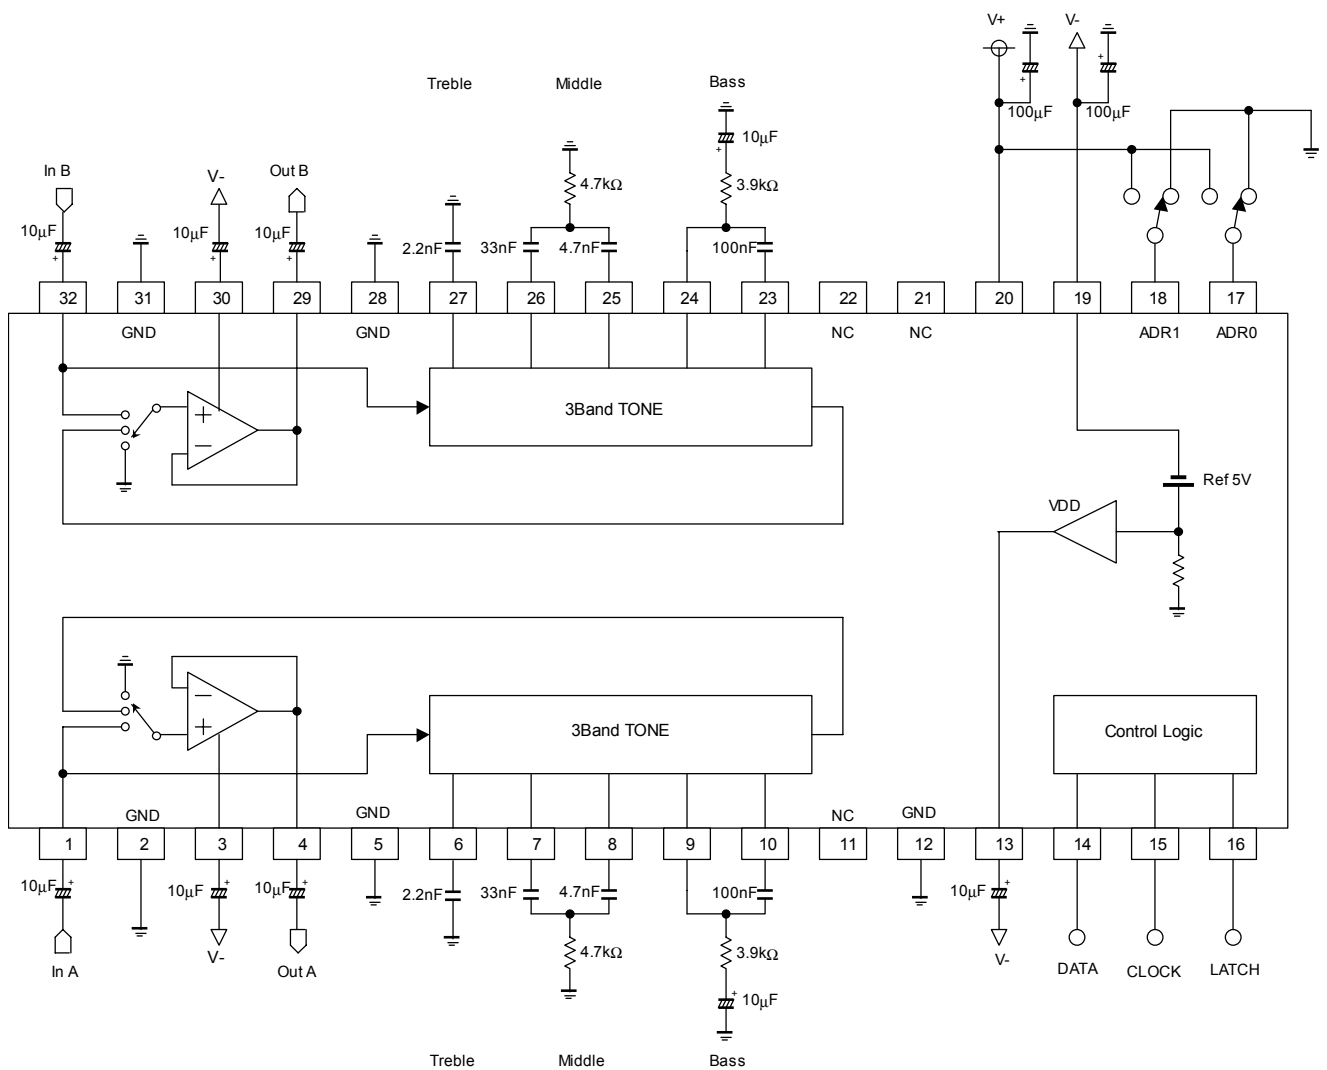 V+ V-
Treble Middle Bass
100µF 100µF
10µF
In B V- Out B
4.7kΩ 3.9kΩ
10µF 10µF 10µF 2.2nF 33nF 4.7nF 100nF
32 31 30 29 28 27 26 25 24 23 22 21 20 19 18 17
GND GND NC NC ADR1 ADR0
+ 3Band TONE
−
Ref 5V
VDD
− 3Band TONE Control Logic
+
GND GND NC GND
1 2 3 4 5 6 7 8 9 10 11 12 13 14 15 16
10µF 10µF 10µF 2.2nF 33nF 4.7nF 100nF 10µF
4.7kΩ 3.9kΩ
In A V- Out A V- DATA CLOCK LATCH
10µF
Treble Middle Bass